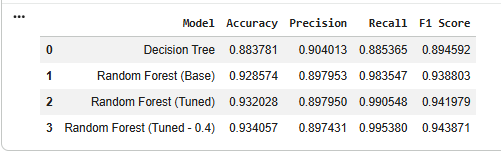 ...
Model Accuracy Precision Recall F1 Score
0 Decision Tree 0.883781 0.904013 0.885365 0.894592
1 Random Forest (Base) 0.928574 0.897953 0.983547 0.938803
2 Random Forest (Tuned) 0.932028 0.897950 0.990548 0.941979
3 Random Forest (Tuned - 0.4) 0.934057 0.897431 0.995380 0.943871